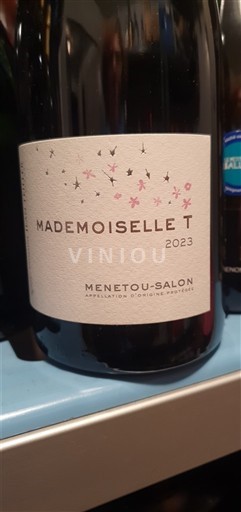 MADEMOISELLE T
2023
VINIOU
MENETOU-SALON
APPELLATION D'ORIGINE PROTÉGÉE